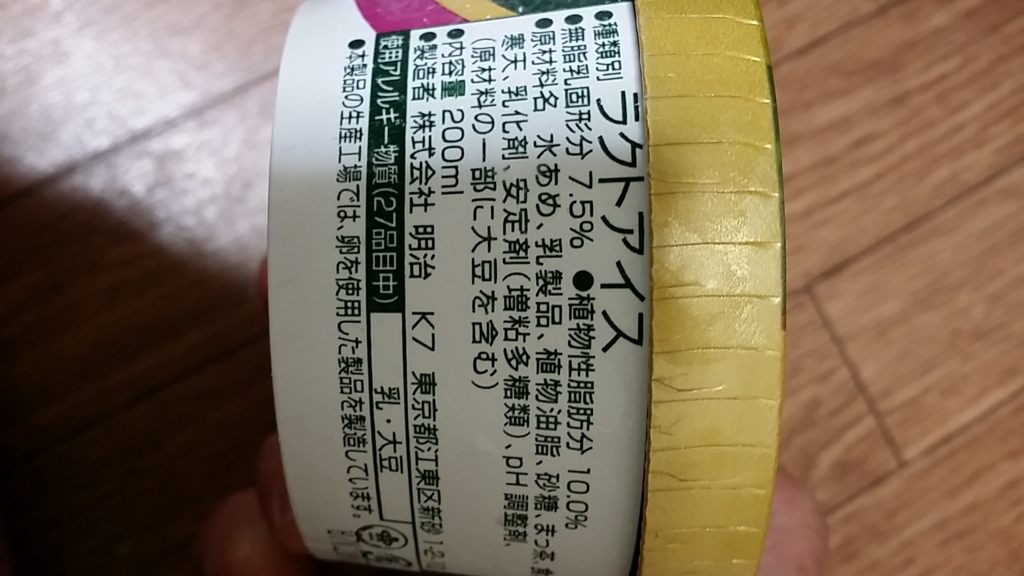 ●種類別 ラクトアイス
●無脂乳固形分 7.5% ●植物性脂肪分 10.0%
●原材料名 水あめ、乳製品、植物油脂、砂糖、まっ茶、
寒天、乳化剤、安定剤(増粘多糖類)、pH調整剤、
(原材料の一部に大豆を含む)
●内容量 200ml
●製造者 株式会社 明治 K7 東京都江東区新砂
使用アレルギー物質(27品目中) 乳・大豆
●本製品の生産工場では、卵を使用した製品を製造しています。